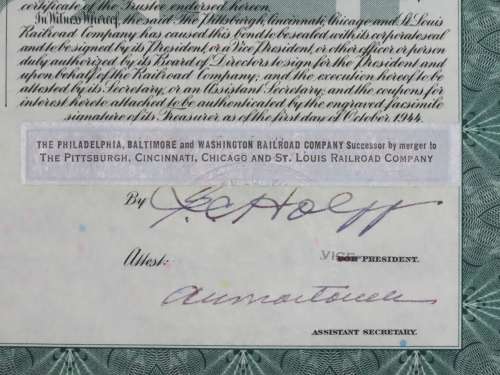 certificate of the Trustee endorsed hereon.
In Witness Whereof, the said The Pittsburgh, Cincinnati, Chicago and St. Louis
Railroad Company has caused this bond to be sealed with its corporate seal
and to be signed by its President or a Vice President, or other officer or person
duly authorized by its Board of Directors to sign for the President and
upon behalf of the Railroad Company; and the execution hereof to be
attested by its Secretary, or an Assistant Secretary; and the coupons for
interest hereto attached to be authenticated by the engraved facsimile
signature of its Treasurer as of the first day of October 1944.
THE PHILADELPHIA, BALTIMORE and WASHINGTON RAILROAD COMPANY Successor by merger to
THE PITTSBURGH, CINCINNATI, CHICAGO AND ST. LOUIS RAILROAD COMPANY
By
Attest:
VICE PRESIDENT.
ASSISTANT SECRETARY.